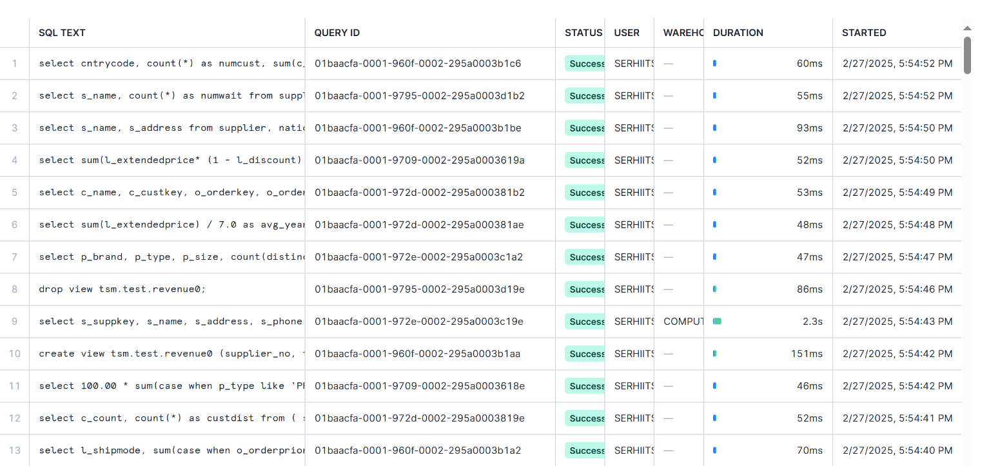 SQL TEXT QUERY ID STATUS USER WAREHO DURATION STARTED
1 select cntrycode, count(*) as numcust, sum(c_ 01baacfa-0001-960f-0002-295a0003b1c6 Success SERHIITS — 60ms 2/27/2025, 5:54:52 PM
2 select s_name, count(*) as numwait from suppl 01baacfa-0001-9795-0002-295a0003d1b2 Success SERHIITS — 55ms 2/27/2025, 5:54:52 PM
3 select s_name, s_address from supplier, natio 01baacfa-0001-960f-0002-295a0003b1be Success SERHIITS — 93ms 2/27/2025, 5:54:50 PM
4 select sum(l_extendedprice* (1 - l_discount) 01baacfa-0001-9709-0002-295a0003619a Success SERHIITS — 52ms 2/27/2025, 5:54:50 PM
5 select c_name, c_custkey, o_orderkey, o_order 01baacfa-0001-972d-0002-295a000381b2 Success SERHIITS — 53ms 2/27/2025, 5:54:49 PM
6 select sum(l_extendedprice) / 7.0 as avg_year 01baacfa-0001-972d-0002-295a000381ae Success SERHIITS — 48ms 2/27/2025, 5:54:48 PM
7 select p_brand, p_type, p_size, count(distinc 01baacfa-0001-972e-0002-295a0003c1a2 Success SERHIITS — 47ms 2/27/2025, 5:54:47 PM
8 drop view tsm.test.revenue0; 01baacfa-0001-9795-0002-295a0003d19e Success SERHIITS — 86ms 2/27/2025, 5:54:46 PM
9 select s_suppkey, s_name, s_address, s_phone 01baacfa-0001-972e-0002-295a0003c19e Success SERHIITS COMPUT 2.3s 2/27/2025, 5:54:43 PM
10 create view tsm.test.revenue0 (supplier_no, 01baacfa-0001-960f-0002-295a0003b1aa Success SERHIITS — 151ms 2/27/2025, 5:54:42 PM
11 select 100.00 * sum(case when p_type like 'PR 01baacfa-0001-9709-0002-295a0003618e Success SERHIITS — 46ms 2/27/2025, 5:54:42 PM
12 select c_count, count(*) as custdist from ( s 01baacfa-0001-972d-0002-295a0003819e Success SERHIITS — 52ms 2/27/2025, 5:54:41 PM
13 select l_shipmode, sum(case when o_orderprior 01baacfa-0001-960f-0002-295a0003b1a2 Success SERHIITS — 70ms 2/27/2025, 5:54:40 PM